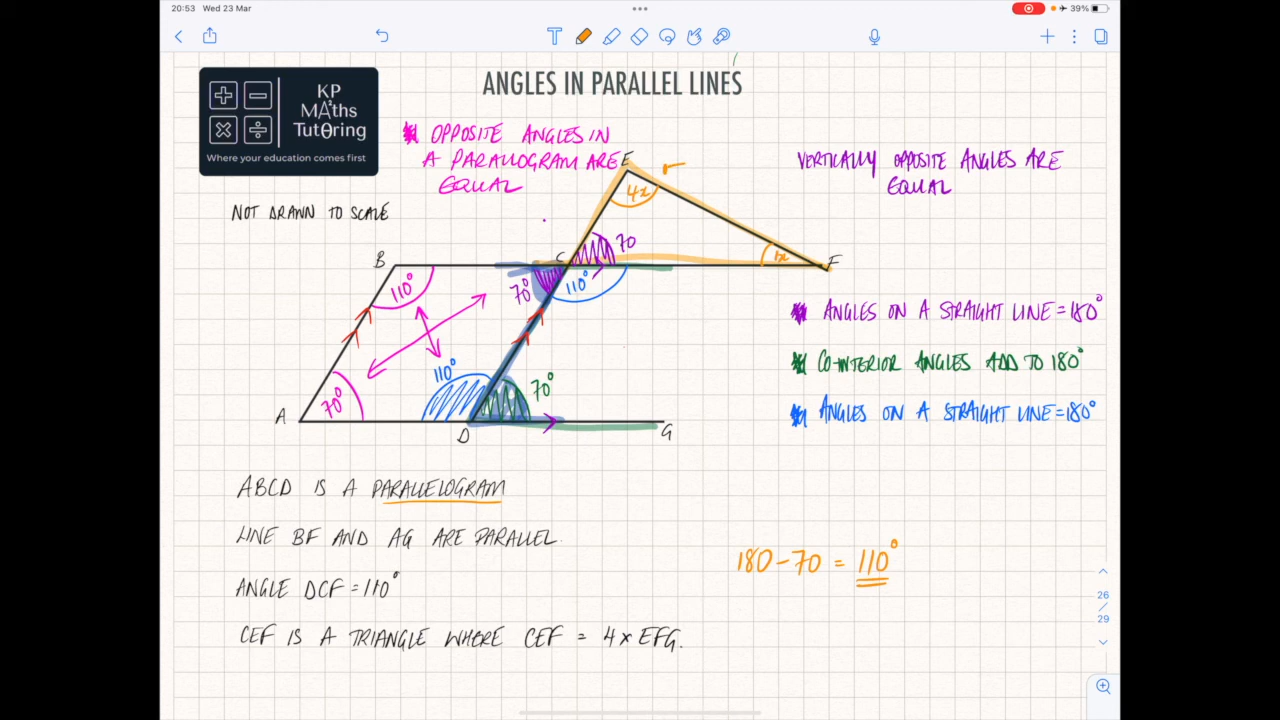 20:53 Wed 23 Mar
39%
ANGLES IN PARALLEL LINES
KP
MA²ths
TutOring
Where your education comes first
OPPOSITE ANGLES IN
A PARALLOGRAM ARE
EQUAL
VERTICALLY OPPOSITE ANGLES ARE
EQUAL
NOT DRAWN TO SCALE
E
4x
B
C
70
F
1x
110°
70°
110°
ANGLES ON A STRAIGHT LINE = 180°
CO-INTERIOR ANGLES ADD TO 180°
ANGLES ON A STRAIGHT LINE = 180°
110°
70°
70°
A
D
G
ABCD IS A PARALLELOGRAM
LINE BF AND AG ARE PARALLEL.
ANGLE DCF = 110°
CEF IS A TRIANGLE WHERE CEF = 4 x EFG.
180 - 70 = 110°
26
/
29